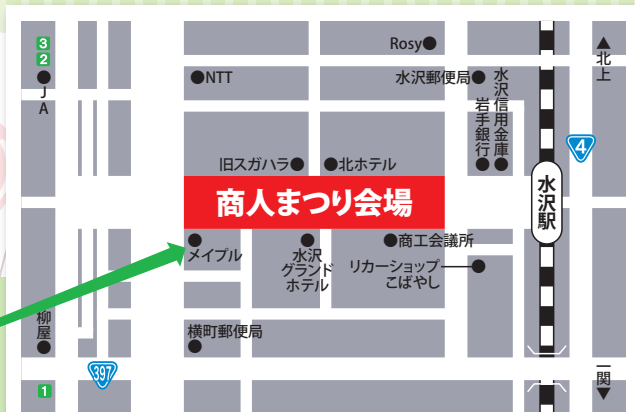 3
2
JA
NTT
Rosy
水沢郵便局
水沢信用金庫
岩手銀行
▲北上
4
旧スガハラ
北ホテル
商人まつり会場
水沢駅
メイプル
水沢
グランド
ホテル
商工会議所
リカーショップ
こばやし
柳屋
横町郵便局
397
1
一関▼